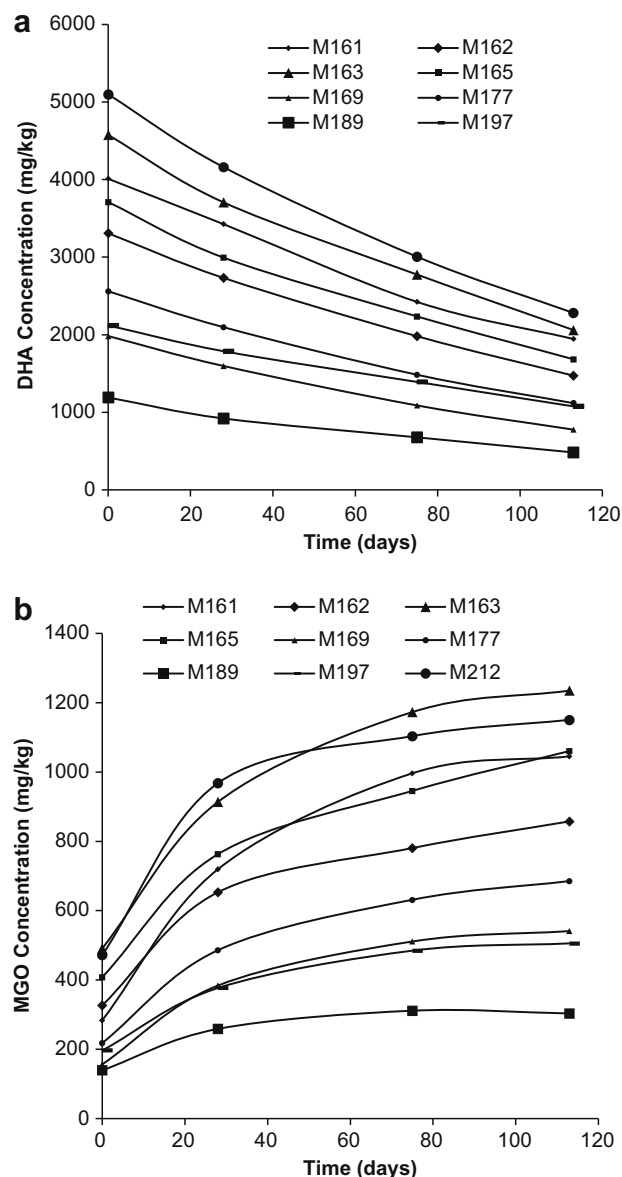 a
6000
5000
4000
3000
2000
1000
0
DHA Concentration (mg/kg)
M161 M162
M163 M165
M169 M177
M189 M197
0 20 40 60 80 100 120
Time (days)
b
M161 M162 M163
M165 M169 M177
M189 M197 M212
1400
1200
1000
800
600
400
200
0
MGO Concentration (mg/kg)
0 20 40 60 80 100 120
Time (days)